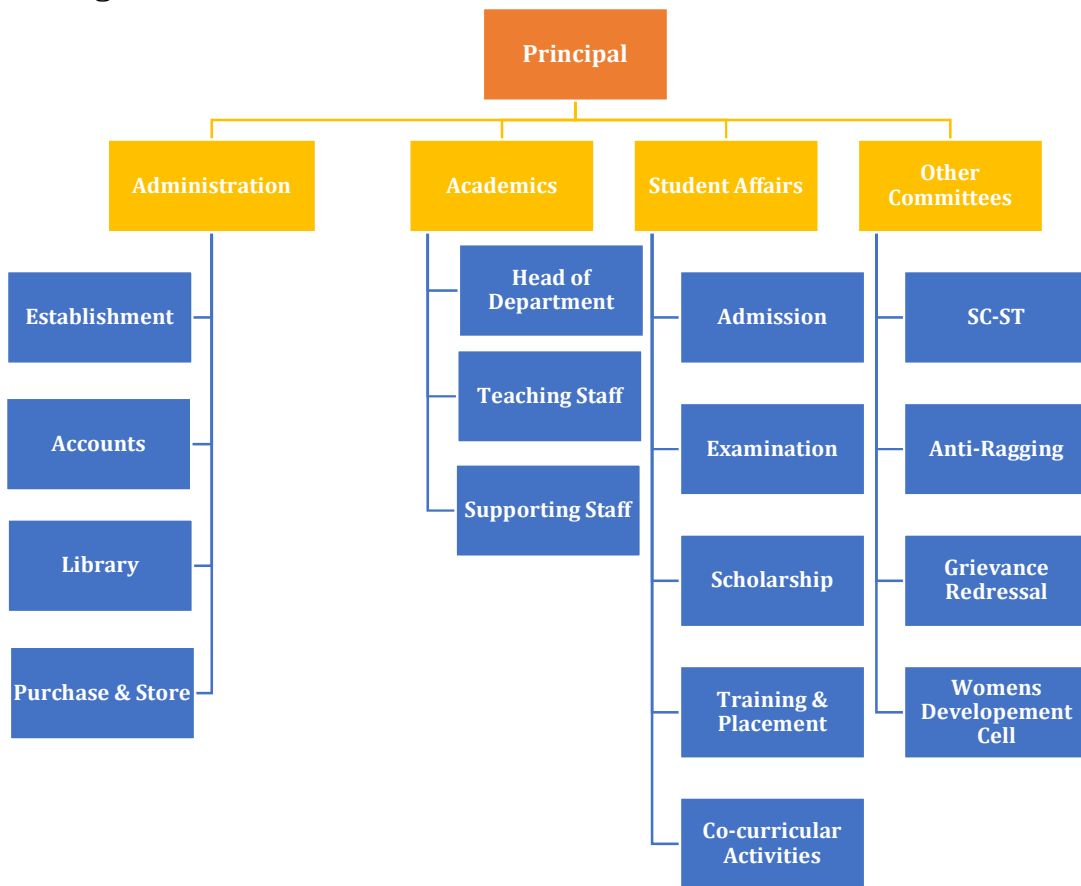 Principal
Administration
Academics
Student Affairs
Other
Committees
Establishment
Accounts
Library
Purchase & Store
Head of
Department
Teaching Staff
Supporting Staff
Admission
Examination
Scholarship
Training &
Placement
Co-curricular
Activities
SC-ST
Anti-Ragging
Grievance
Redressal
Womens
Developement
Cell